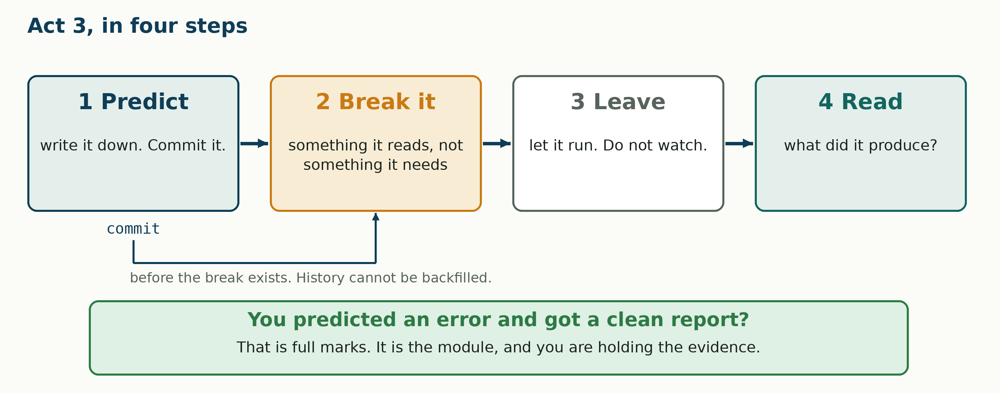 Act 3, in four steps
1 Predict
write it down. Commit it.
2 Break it
something it reads, not
something it needs
3 Leave
let it run. Do not watch.
4 Read
what did it produce?
commit
before the break exists. History cannot be backfilled.
You predicted an error and got a clean report?
That is full marks. It is the module, and you are holding the evidence.